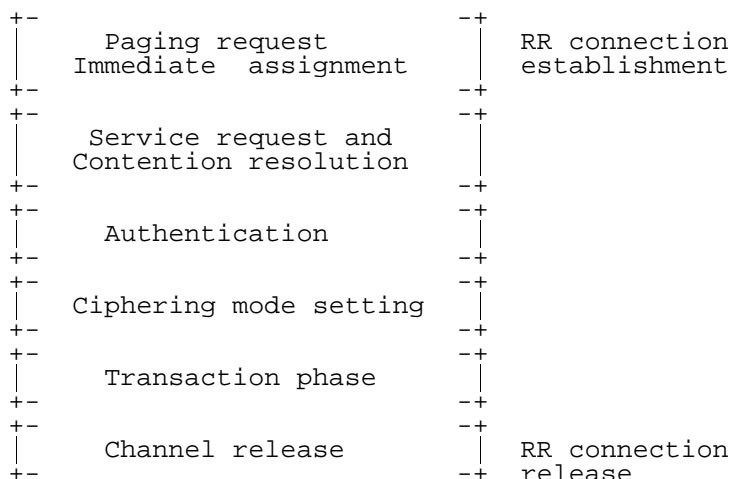 Paging request RR connection
Immediate assignment establishment
Service request and
Contention resolution
Authentication
Ciphering mode setting
Transaction phase
Channel release RR connection
release